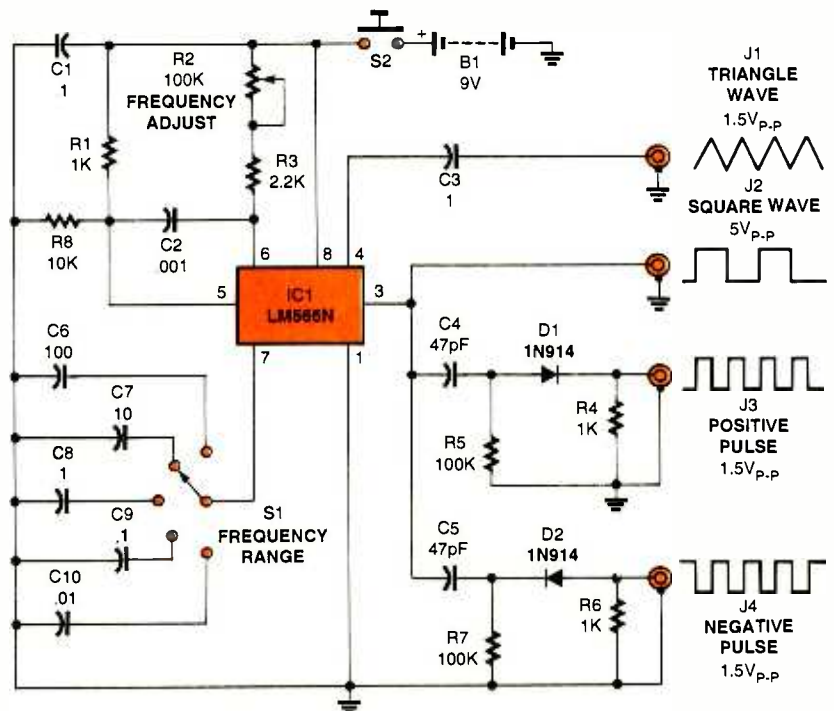 C1
1
R2
100K
FREQUENCY
ADJUST
S2
+
B1
9V
J1
TRIANGLE
WAVE
1.5VP-P
R1
1K
R3
2.2K
C3
1
J2
SQUARE WAVE
5VP-P
R8
10K
C2
.001
6
8
4
5
IC1
LM566N
3
7
1
C4
47pF
D1
1N914
C6
100
C7
10
R4
1K
J3
POSITIVE
PULSE
1.5VP-P
R5
100K
C8
1
S1
FREQUENCY
RANGE
C9
.1
C5
47pF
D2
1N914
C10
.01
R6
1K
J4
NEGATIVE
PULSE
1.5VP-P
R7
100K